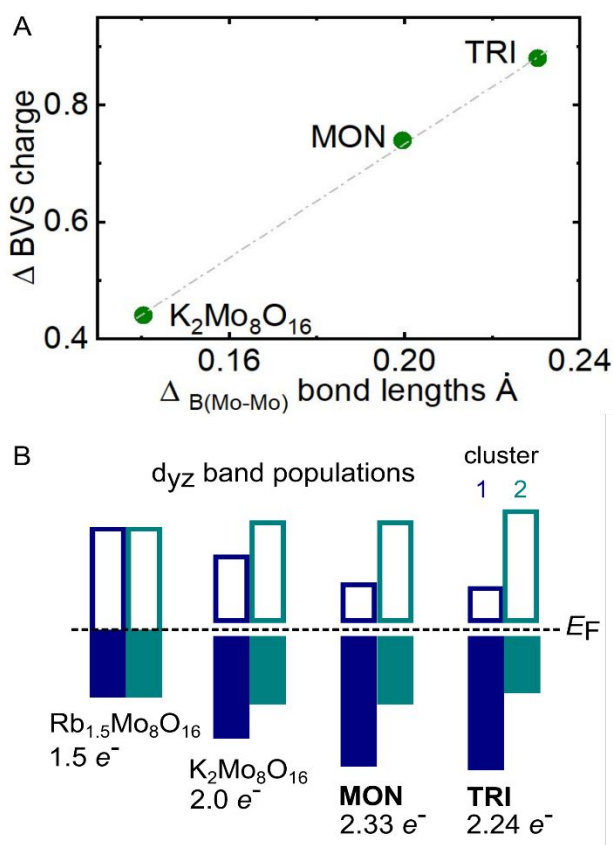 A
Δ BVS charge
0.8
0.6
0.4
TRI
MON
K₂Mo₈O₁₆
0.16 0.20 0.24
Δ B(Mo-Mo) bond lengths Å
B
dyz band populations
cluster
1 2
EF
Rb₁.₅Mo₈O₁₆
1.5 e⁻
K₂Mo₈O₁₆
2.0 e⁻
MON
2.33 e⁻
TRI
2.24 e⁻